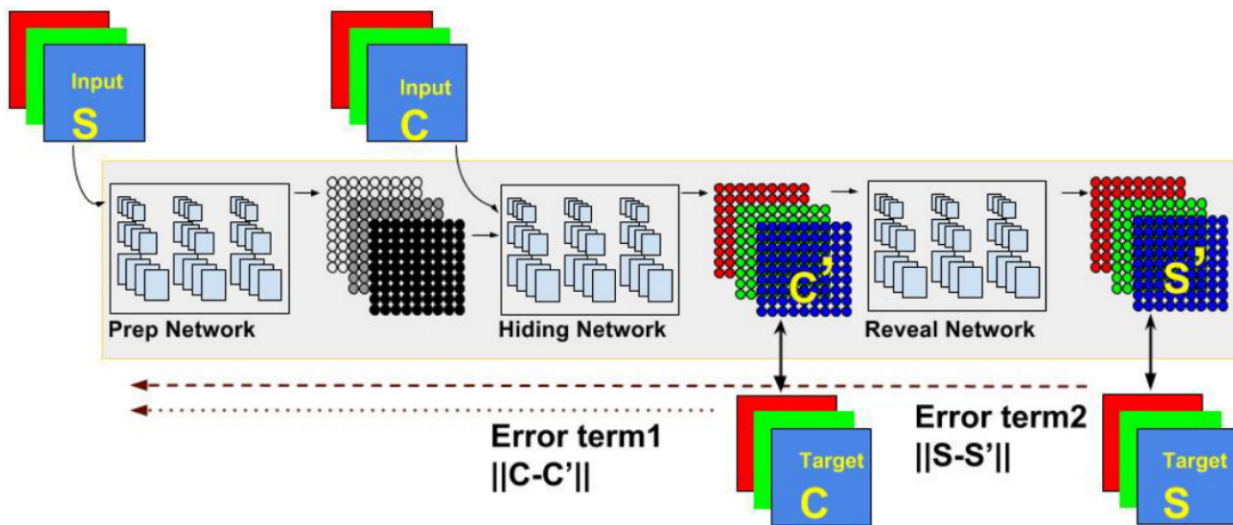 Input
S
Input
C
C’
S’
Prep Network
Hiding Network
Reveal Network
Error term1
||C-C’||
Error term2
||S-S’||
Target
C
Target
S